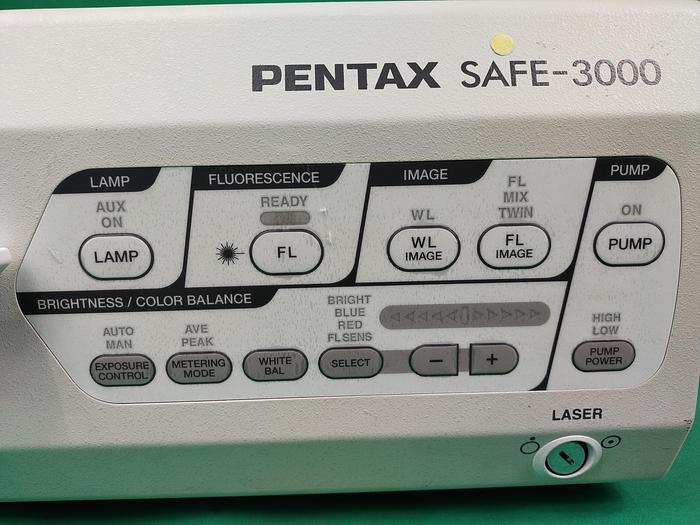 PENTAX SAFE-3000
LAMP
AUX
ON
LAMP
FLUORESCENCE
READY
FL
IMAGE
WL
WL
IMAGE
FL
MIX
TWIN
FL
IMAGE
PUMP
ON
PUMP
BRIGHTNESS / COLOR BALANCE
AUTO
MAN
EXPOSURE
CONTROL
AVE
PEAK
METERING
MODE
WHITE
BAL
BRIGHT
BLUE
RED
FL SENS
SELECT
−
+
HIGH
LOW
PUMP
POWER
LASER